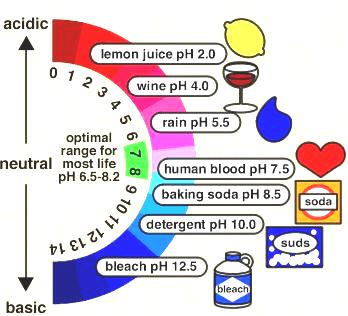 acidic
lemon juice pH 2.0
0 1 2 3 4 5 6 7 8 9 10 11 12 13 14
wine pH 4.0
rain pH 5.5
optimal
range for
most life
pH 6.5-8.2
neutral
human blood pH 7.5
baking soda pH 8.5
soda
detergent pH 10.0
suds
bleach pH 12.5
bleach
basic